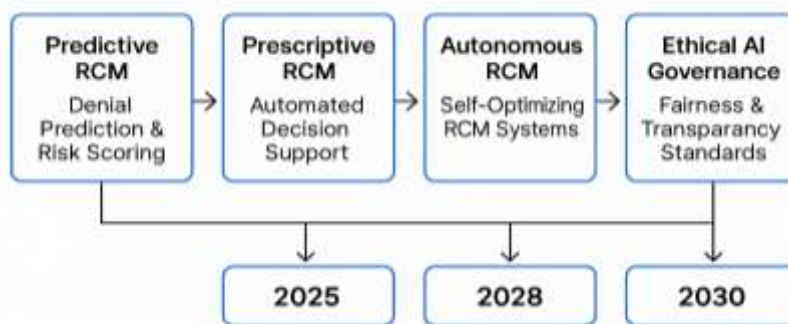 Predictive
RCM
Denial
Prediction &
Risk Scoring
Prescriptive
RCM
Automated
Decision
Support
Autonomous
RCM
Self-Optimizing
RCM Systems
Ethical AI
Governance
Fairness &
Transparancy
Standards
2025
2028
2030